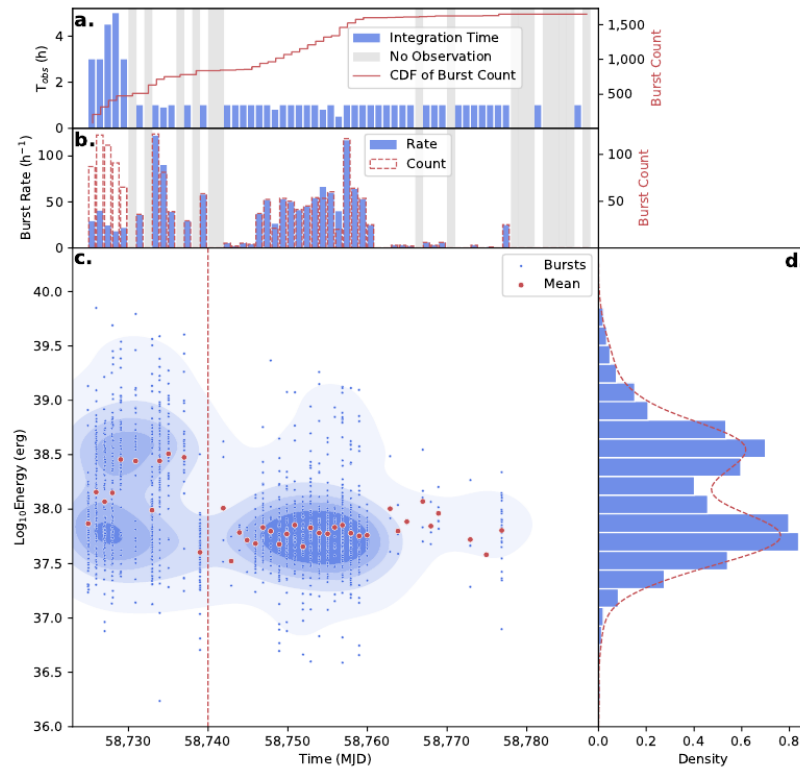 a.
T_obs (h)
0
2
4
Integration Time
No Observation
CDF of Burst Count
500
1,000
1,500
Burst Count
b.
Burst Rate (h⁻¹)
0
50
100
Rate
Count
50
100
Burst Count
c.
Log₁₀Energy (erg)
40.0
39.5
39.0
38.5
38.0
37.5
37.0
36.5
36.0
Bursts
Mean
58,730
58,740
58,750
58,760
58,770
58,780
Time (MJD)
d.
0.0
0.2
0.4
0.6
0.8
Density